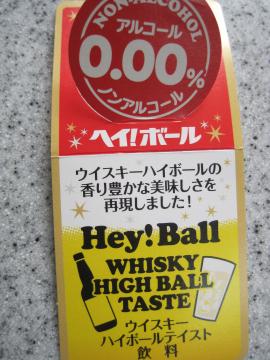 NON-ALCOHOL
アルコール
0.00%
ノンアルコール
ヘイ!ボール
ウイスキーハイボールの
香り豊かな美味しさを
再現しました!
Hey!Ball
WHISKY
HIGH BALL
TASTE
ウイスキー
ハイボールテイスト
飲料